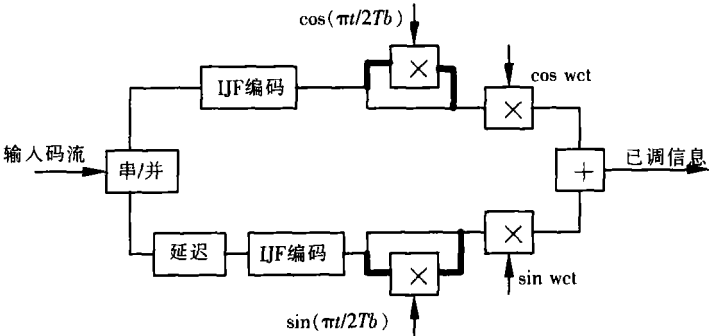 cos(πt/2Tb)
IJF编码
×
cos wct
×
输入码流
串/并
+
已调信息
延迟
IJF编码
×
×
sin wct
sin(πt/2Tb)